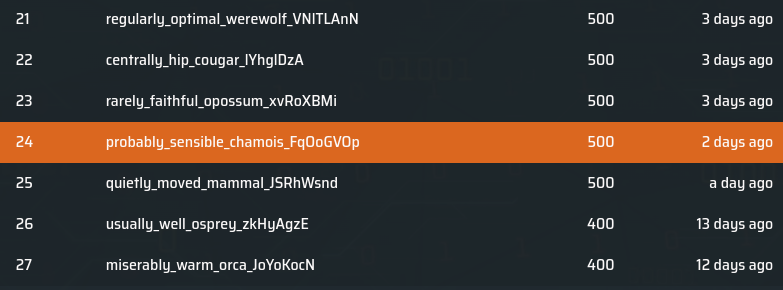 21 regularly_optimal_werewolf_VNlTLAnN 500 3 days ago
22 centrally_hip_cougar_lYhglDzA 500 3 days ago
23 rarely_faithful_opossum_xvRoXBMi 500 3 days ago
24 probably_sensible_chamois_FqOoGVOp 500 2 days ago
25 quietly_moved_mammal_JSRhWsnd 500 a day ago
26 usually_well_osprey_zkHyAgzE 400 13 days ago
27 miserably_warm_orca_JoYoKocN 400 12 days ago